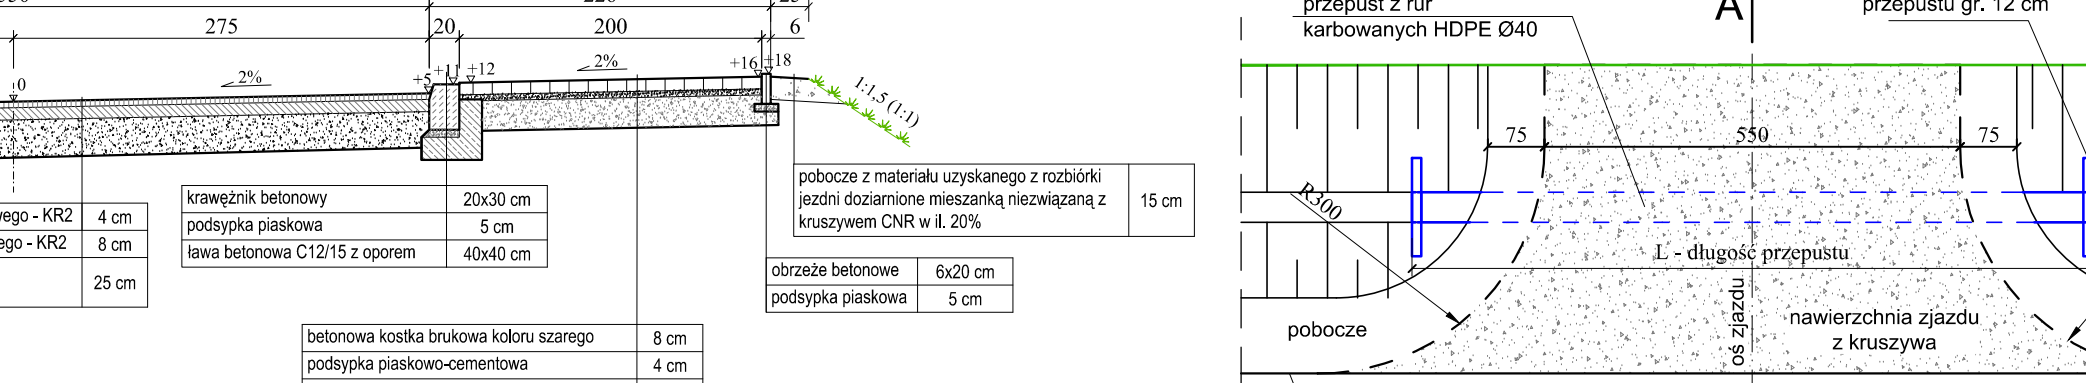 220
25
275
20
200
6
2%
2%
+0
+5
+11
+12
+16
+18
1:1,5 (1:1)
wego - KR2 4 cm
ego - KR2 8 cm
25 cm
krawężnik betonowy 20x30 cm
podsypka piaskowa 5 cm
ława betonowa C12/15 z oporem 40x40 cm
pobocze z materiału uzyskanego z rozbiórki
jezdni doziarnione mieszanką niezwiązaną z
kruszywem CNR w il. 20%
15 cm
obrzeże betonowe 6x20 cm
podsypka piaskowa 5 cm
betonowa kostka brukowa koloru szarego 8 cm
podsypka piaskowo-cementowa 4 cm
przepust z rur
karbowanych HDPE Ø40
A
przepustu gr. 12 cm
75
550
75
R300
L - długość przepustu
oś zjazdu
pobocze
nawierzchnia zjazdu
z kruszywa